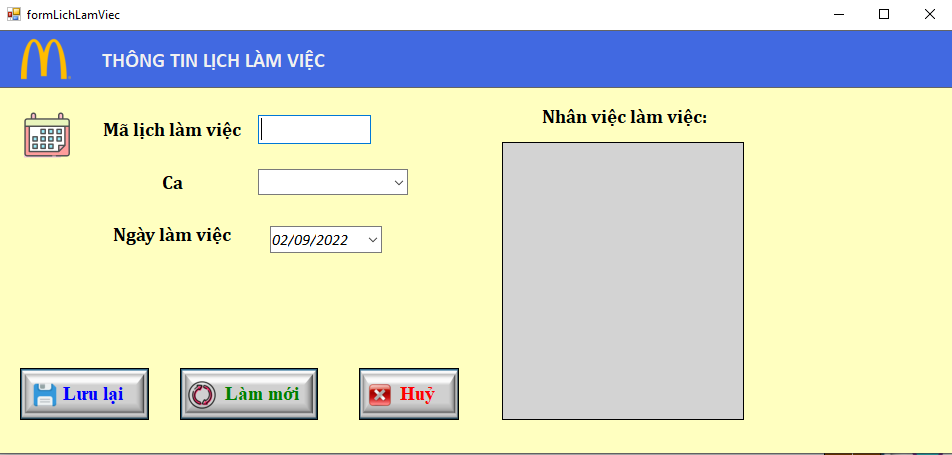 formLichLamViec
THÔNG TIN LỊCH LÀM VIỆC
Mã lịch làm việc
Ca
Ngày làm việc
02/09/2022
Nhân việc làm việc:
Lưu lại
Làm mới
Huỷ